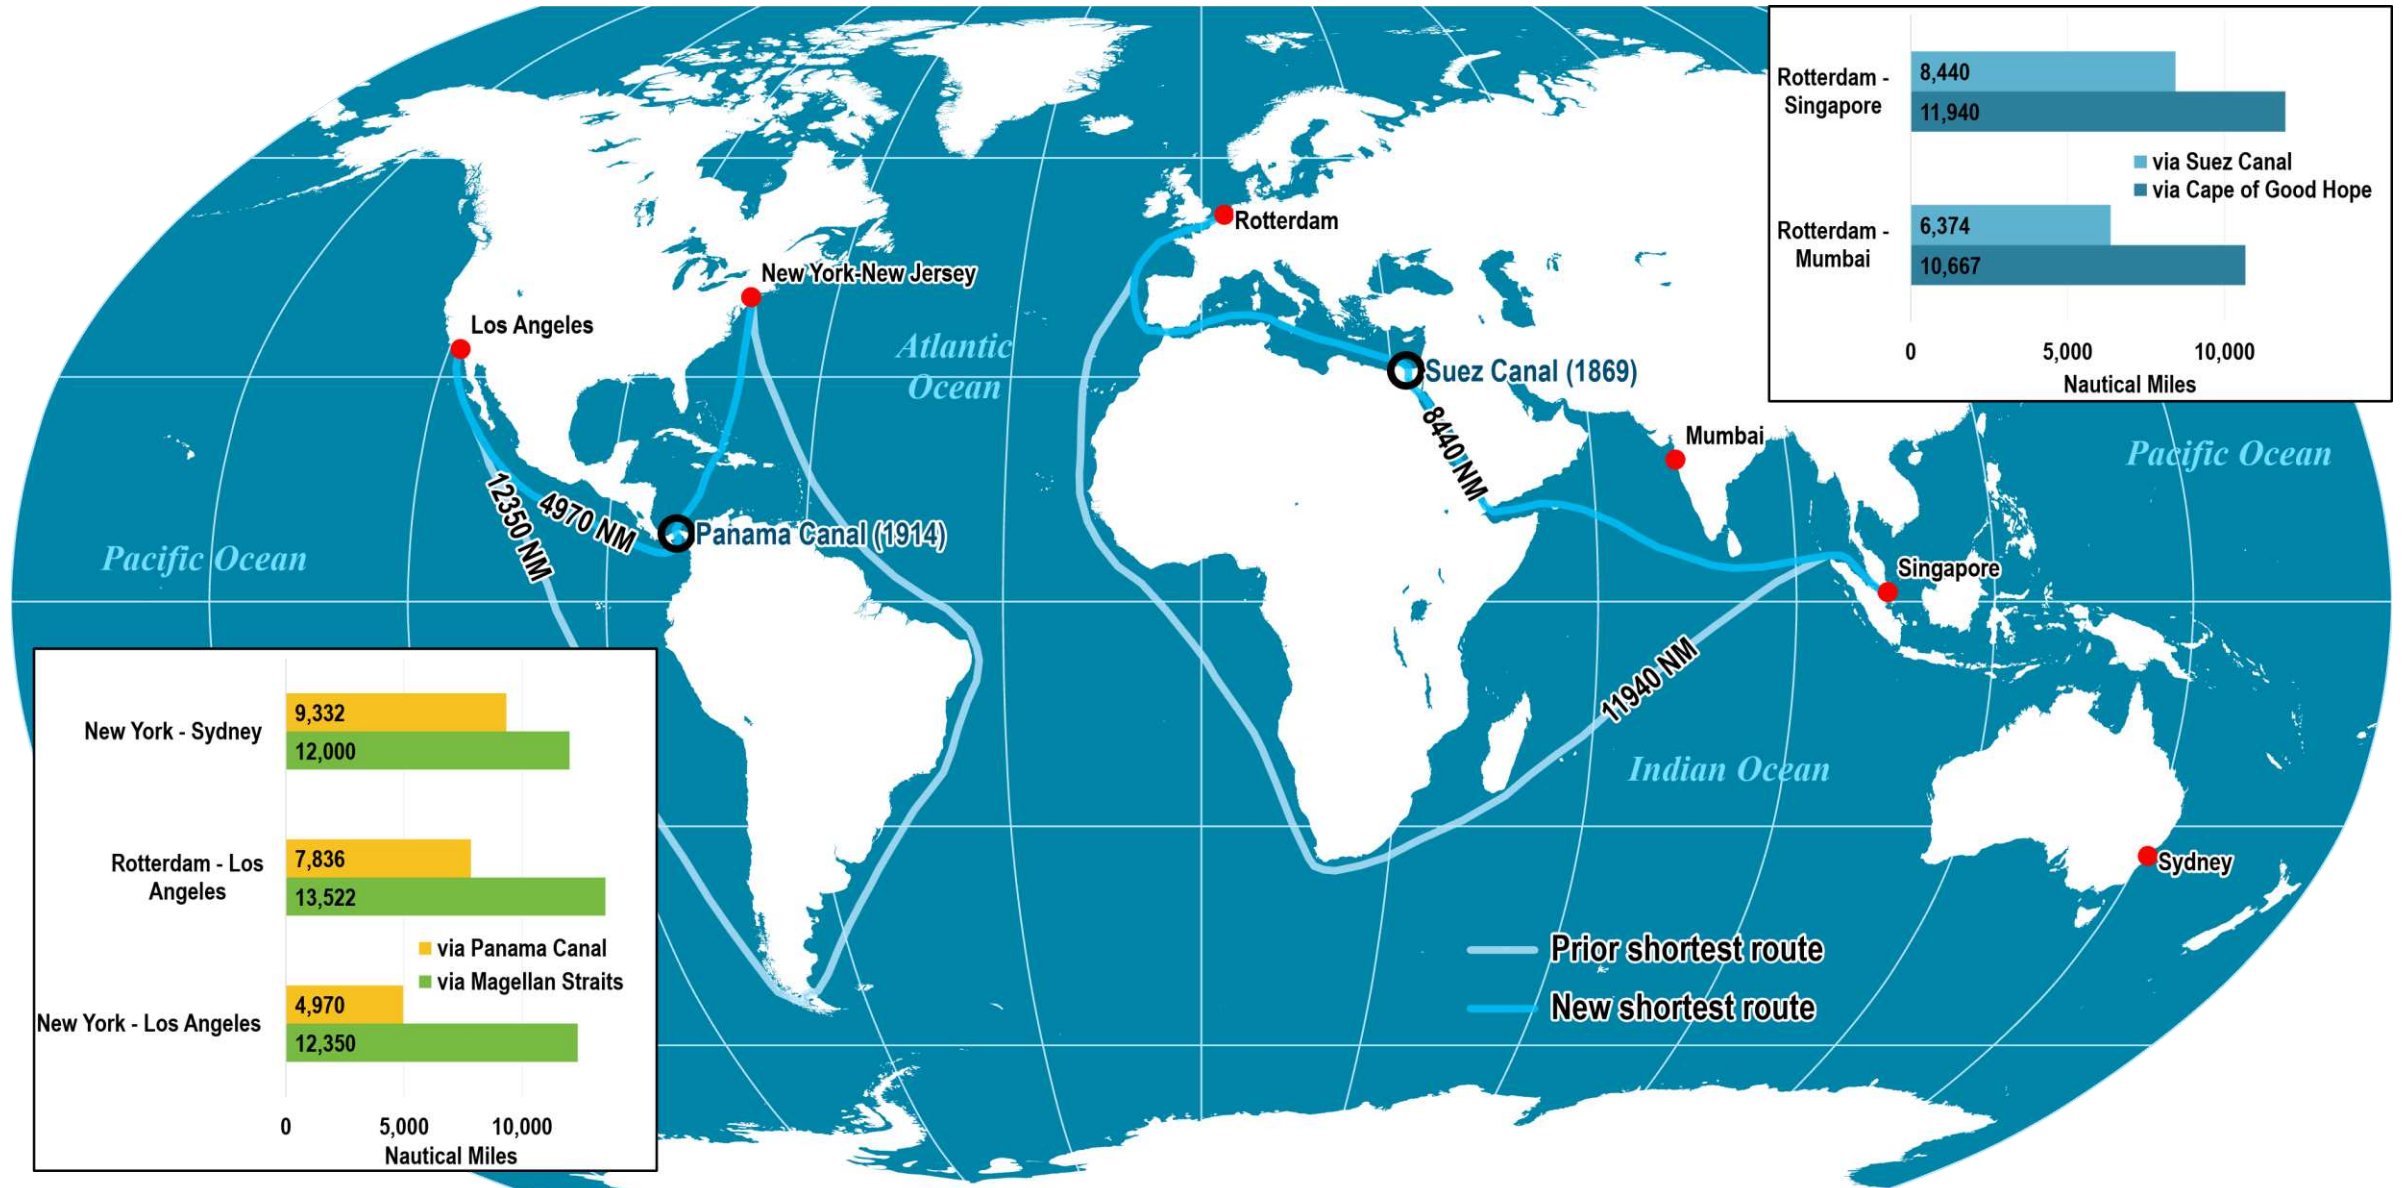 Rotterdam -
Singapore
8,440
11,940
via Suez Canal
via Cape of Good Hope
Rotterdam -
Mumbai
6,374
10,667
0
5,000
10,000
Nautical Miles
Rotterdam
New York-New Jersey
Los Angeles
Atlantic
Ocean
Suez Canal (1869)
8440 NM
Mumbai
Pacific Ocean
12350 NM
4970 NM
Panama Canal (1914)
Pacific Ocean
Singapore
11940 NM
Indian Ocean
Sydney
Prior shortest route
New shortest route
New York - Sydney
9,332
12,000
Rotterdam - Los
Angeles
7,836
13,522
via Panama Canal
via Magellan Straits
New York - Los Angeles
4,970
12,350
0
5,000
10,000
Nautical Miles